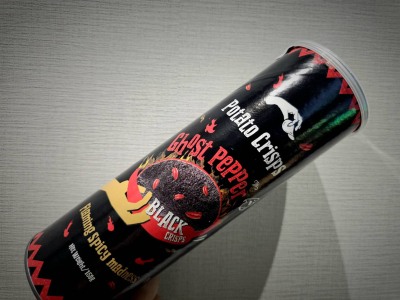 Potato Crisps
Ghost Pepper
BLACK
CRISPS
Flaming Spicy madness